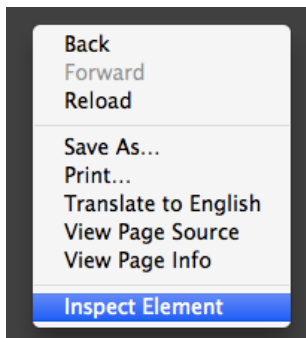 Back
Forward
Reload
Save As...
Print...
Translate to English
View Page Source
View Page Info
Inspect Element